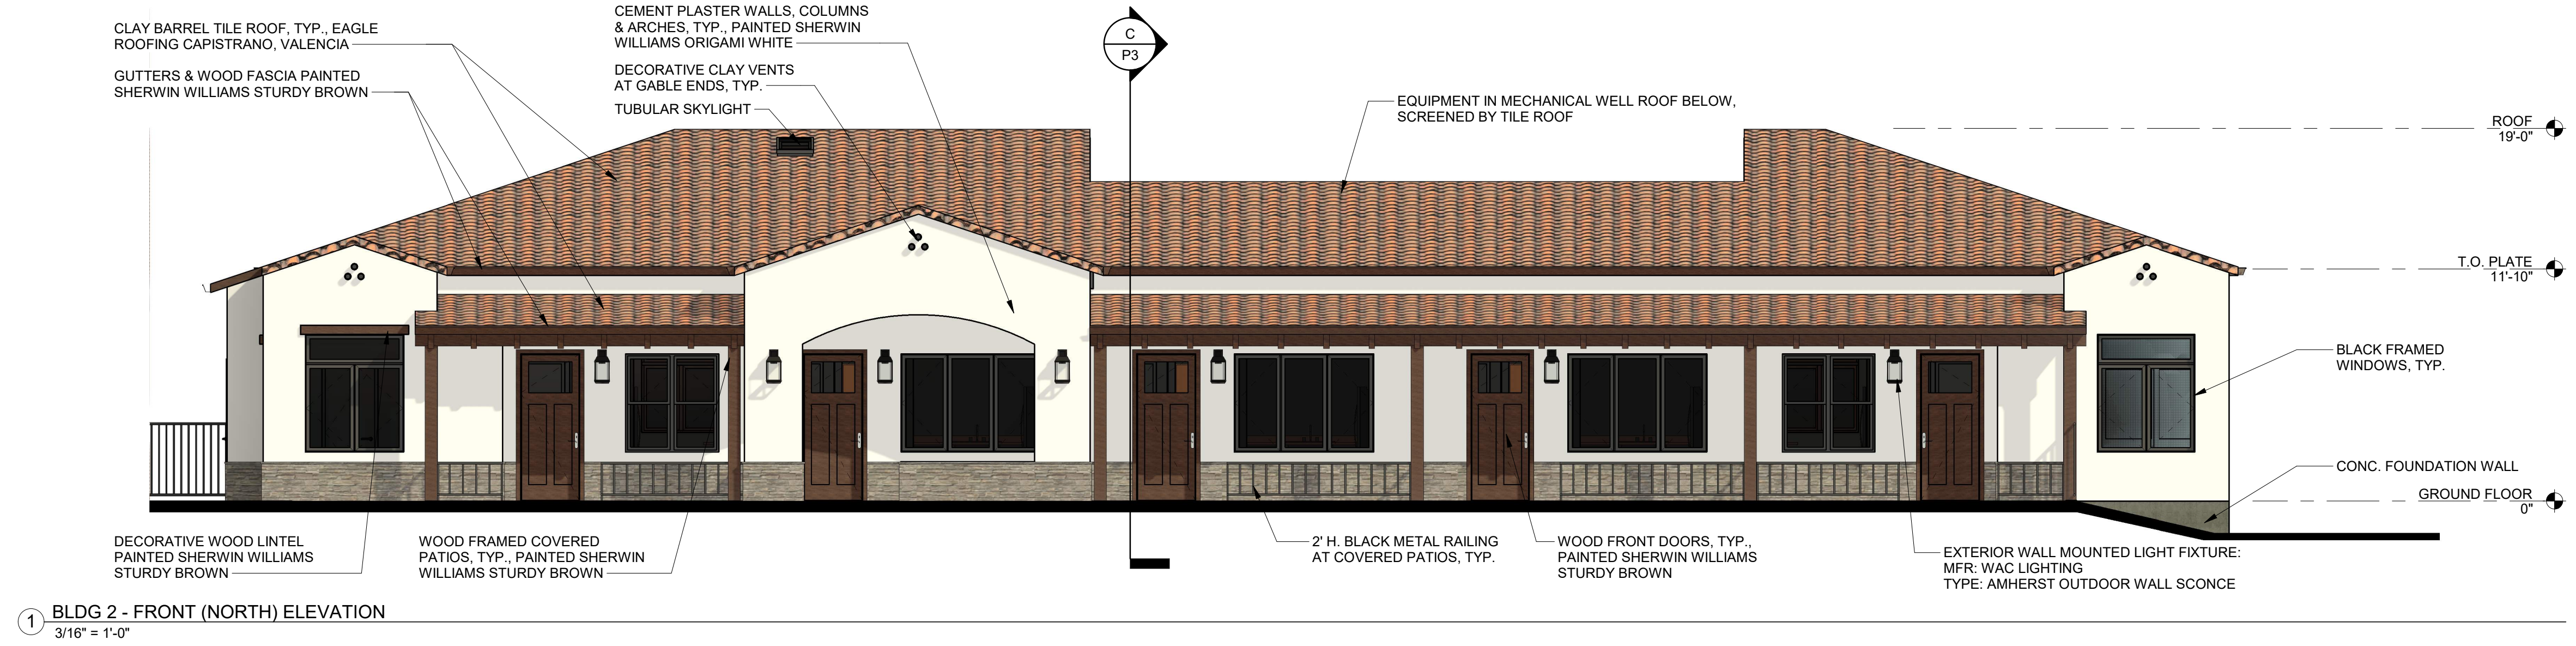 CLAY BARREL TILE ROOF, TYP., EAGLE
ROOFING CAPISTRANO, VALENCIA
GUTTERS & WOOD FASCIA PAINTED
SHERWIN WILLIAMS STURDY BROWN
CEMENT PLASTER WALLS, COLUMNS
& ARCHES, TYP., PAINTED SHERWIN
WILLIAMS ORIGAMI WHITE
DECORATIVE CLAY VENTS
AT GABLE ENDS, TYP.
TUBULAR SKYLIGHT
C
P3
EQUIPMENT IN MECHANICAL WELL ROOF BELOW,
SCREENED BY TILE ROOF
ROOF
19'-0"
T.O. PLATE
11'-10"
BLACK FRAMED
WINDOWS, TYP.
CONC. FOUNDATION WALL
GROUND FLOOR
0"
DECORATIVE WOOD LINTEL
PAINTED SHERWIN WILLIAMS
STURDY BROWN
WOOD FRAMED COVERED
PATIOS, TYP., PAINTED SHERWIN
WILLIAMS STURDY BROWN
2' H. BLACK METAL RAILING
AT COVERED PATIOS, TYP.
WOOD FRONT DOORS, TYP.,
PAINTED SHERWIN WILLIAMS
STURDY BROWN
EXTERIOR WALL MOUNTED LIGHT FIXTURE:
MFR: WAC LIGHTING
TYPE: AMHERST OUTDOOR WALL SCONCE
1
BLDG 2 - FRONT (NORTH) ELEVATION
3/16" = 1'-0"